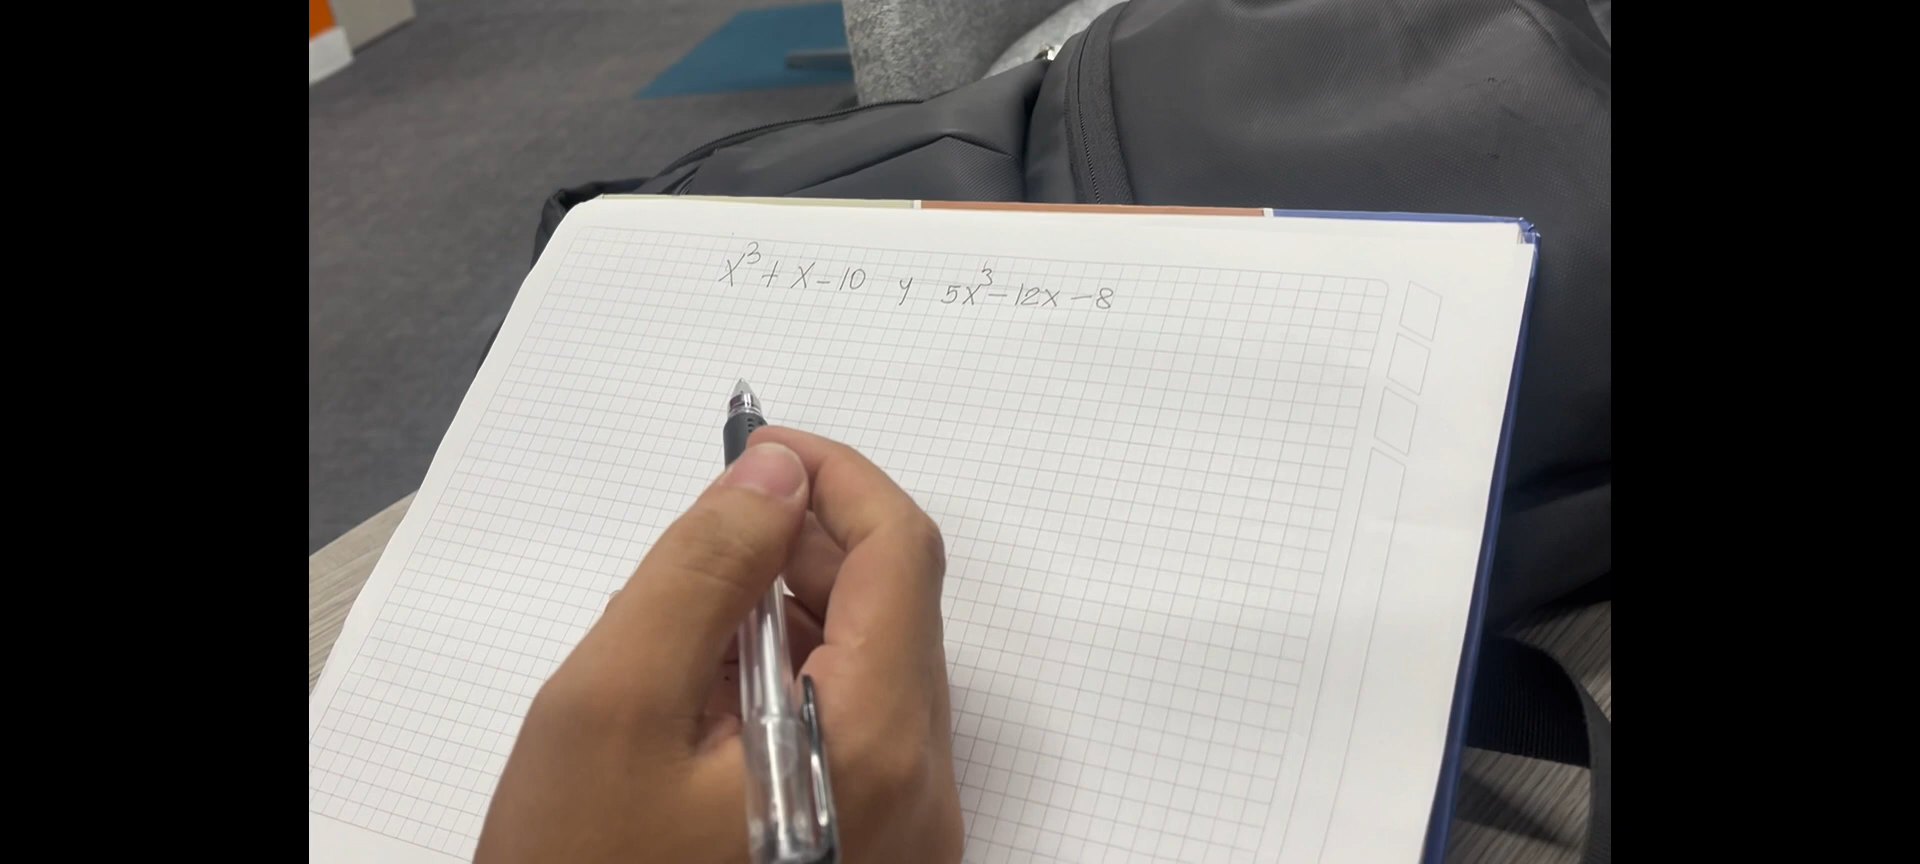 x³ + x - 10 y 5x³ - 12x - 8